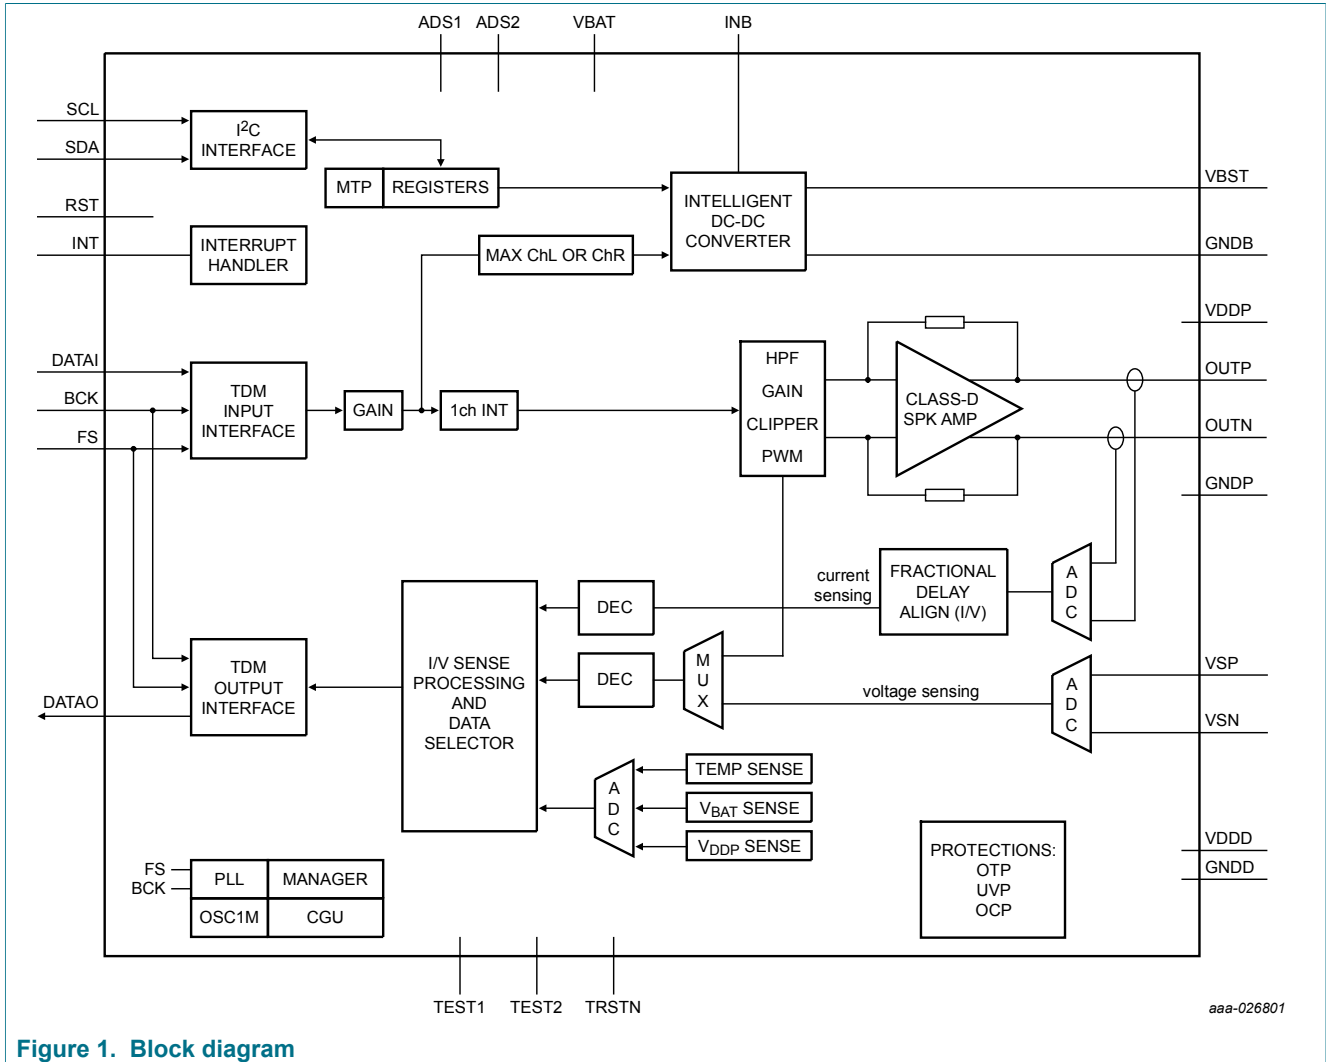 ADS1
ADS2
VBAT
INB
SCL
SDA
I2C
INTERFACE
MTP
REGISTERS
RST
INT
INTERRUPT
HANDLER
MAX ChL OR ChR
INTELLIGENT
DC-DC
CONVERTER
VBST
GNDB
VDDP
DATAI
BCK
FS
TDM
INPUT
INTERFACE
GAIN
1ch INT
HPF
GAIN
CLIPPER
PWM
CLASS-D
SPK AMP
OUTP
OUTN
GNDP
TDM
OUTPUT
INTERFACE
DATAO
I/V SENSE
PROCESSING
AND
DATA
SELECTOR
DEC
DEC
MUX
current
sensing
FRACTIONAL
DELAY
ALIGN (I/V)
ADC
voltage sensing
ADC
VSP
VSN
ADC
TEMP SENSE
VBAT SENSE
VDDP SENSE
FS
BCK
PLL
MANAGER
OSC1M
CGU
PROTECTIONS:
OTP
UVP
OCP
VDDD
GNDD
TEST1
TEST2
TRSTN
aaa-026801
Figure 1. Block diagram